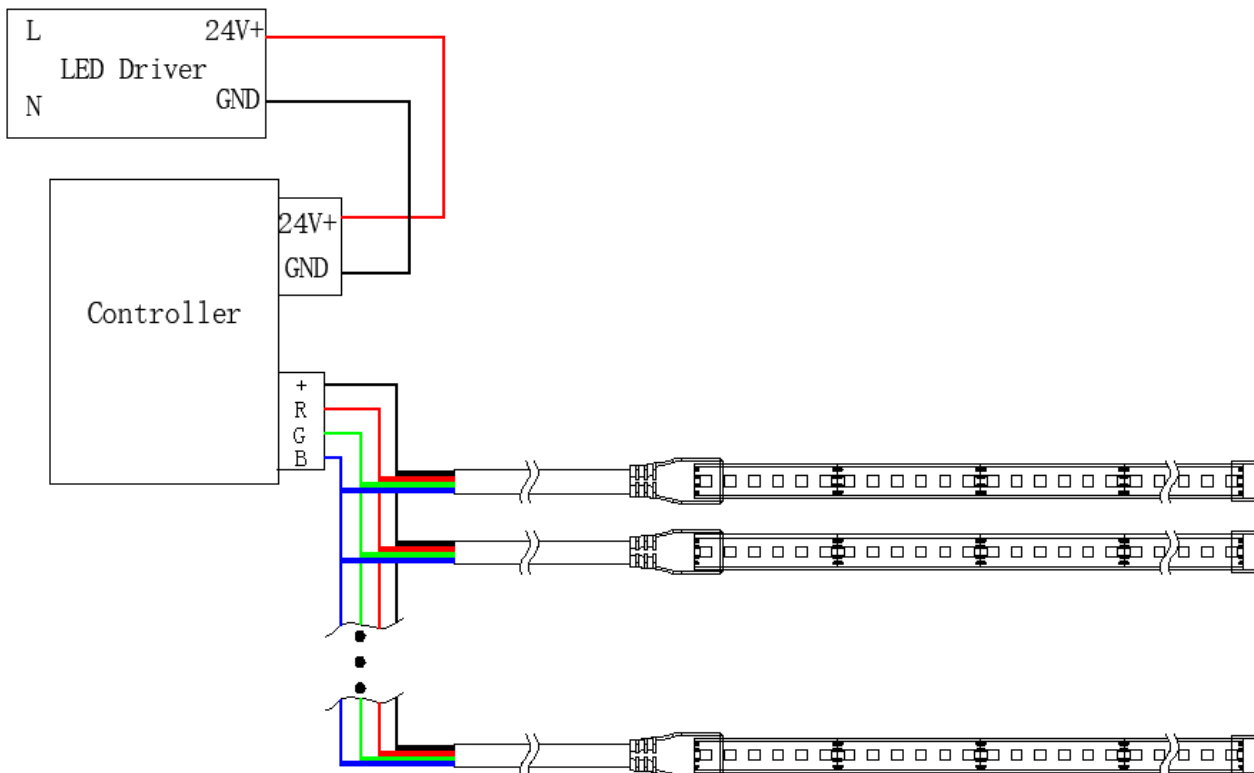 L 24V+
LED Driver
N GND
24V+
GND
Controller
+
R
G
B